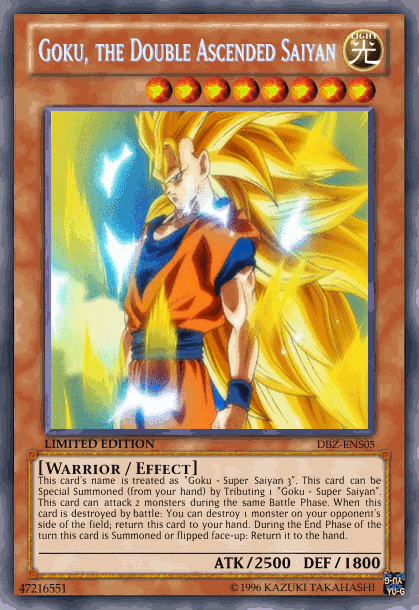 GOKU, THE DOUBLE ASCENDED SAIYAN
LIGHT
光
LIMITED EDITION
DBZ-ENS05
[WARRIOR / EFFECT]
This card's name is treated as "Goku - Super Saiyan 3". This card can be
Special Summoned (from your hand) by Tributing 1 "Goku - Super Saiyan".
This card can attack 2 monsters during the same Battle Phase. When this
card is destroyed by battle: You can destroy 1 monster on your opponent's
side of the field; return this card to your hand. During the End Phase of the
turn this card is Summoned or flipped face-up: Return it to the hand.
ATK/2500 DEF/1800
47216551
©1996 KAZUKI TAKAHASHI